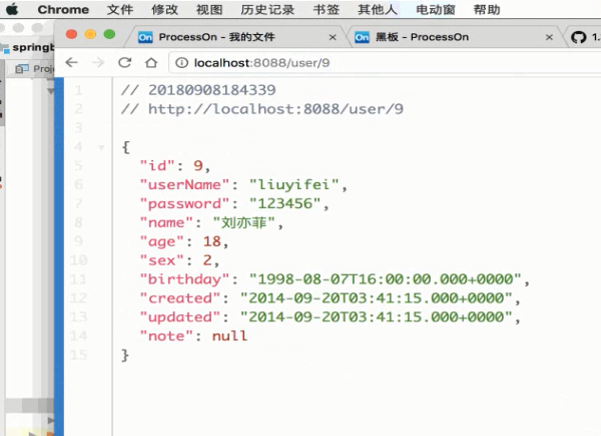 Chrome 文件 修改 视图 历史记录 书签 其他人 电动窗 帮助
ProcessOn - 我的文件
黑板 - ProcessOn
1.
springb
localhost:8088/user/9
Proje
1 // 20180908184339
2 // http://localhost:8088/user/9
3
4 {
5 "id": 9,
6 "userName": "liuyifei",
7 "password": "123456",
8 "name": "刘亦菲",
9 "age": 18,
10 "sex": 2,
11 "birthday": "1998-08-07T16:00:00.000+0000",
12 "created": "2014-09-20T03:41:15.000+0000",
13 "updated": "2014-09-20T03:41:15.000+0000",
14 "note": null
15 }